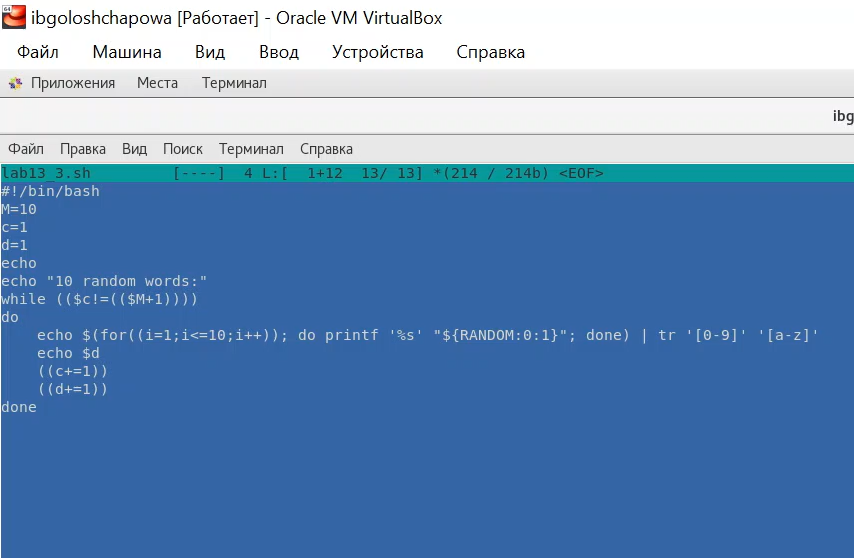 64
ibgoloshchapowa [Работает] - Oracle VM VirtualBox
Файл Машина Вид Ввод Устройства Справка
Приложения Места Терминал
ibg
Файл Правка Вид Поиск Терминал Справка
lab13_3.sh [----] 4 L:[ 1+12 13/ 13] *(214 / 214b) <EOF>
#!/bin/bash
M=10
c=1
d=1
echo
echo "10 random words:"
while (($c!=(($M+1))))
do
    echo $(for((i=1;i<=10;i++)); do printf '%s' "${RANDOM:0:1}"; done) | tr '[0-9]' '[a-z]'
    echo $d
    ((c+=1))
    ((d+=1))
done